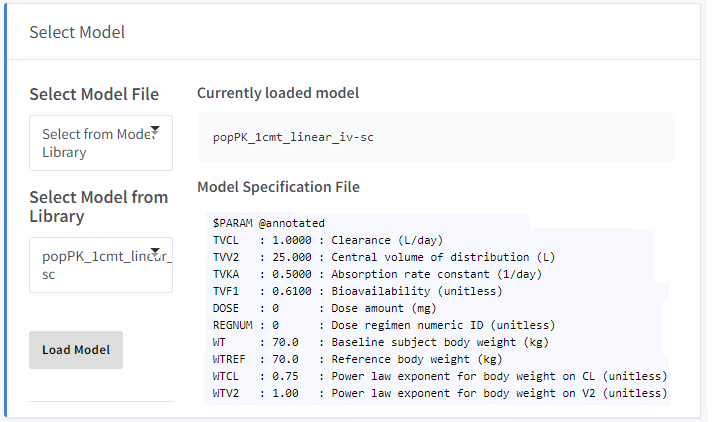 Select Model
Select Model File
Select from Model
Library
Select Model from
Library
popPK_1cmt_linear_
sc
Load Model
Currently loaded model
popPK_1cmt_linear_iv-sc
Model Specification File
$PARAM @annotated
TVCL   : 1.0000 : Clearance (L/day)
TVV2   : 25.000 : Central volume of distribution (L)
TVKA   : 0.5000 : Absorption rate constant (1/day)
TVF1   : 0.6100 : Bioavailability (unitless)
DOSE   : 0      : Dose amount (mg)
REGNUM : 0      : Dose regimen numeric ID (unitless)
WT     : 70.0   : Baseline subject body weight (kg)
WTREF  : 70.0   : Reference body weight (kg)
WTCL   : 0.75   : Power law exponent for body weight on CL (unitless)
WTV2   : 1.00   : Power law exponent for body weight on V2 (unitless)